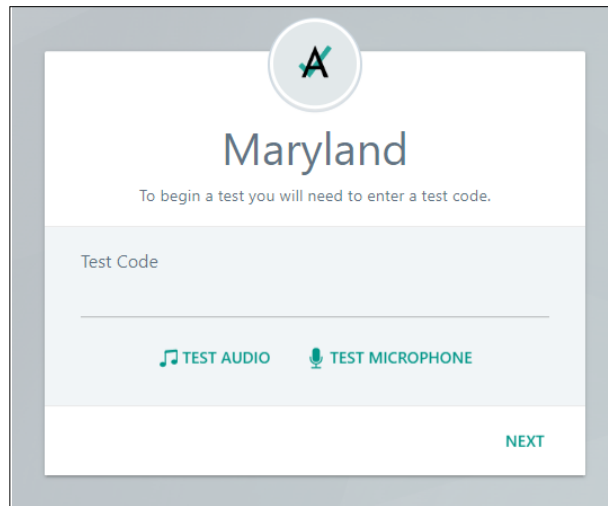 Maryland
To begin a test you will need to enter a test code.
Test Code
TEST AUDIO TEST MICROPHONE
NEXT